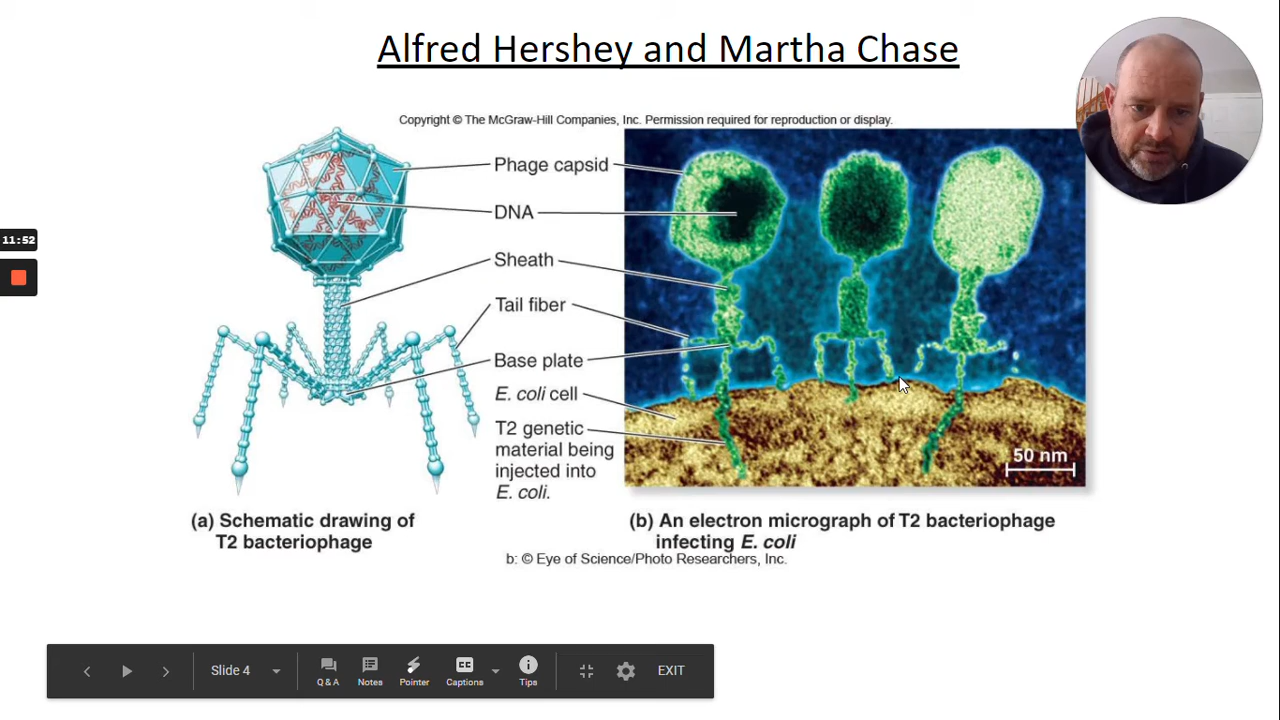 Alfred Hershey and Martha Chase
Copyright © The McGraw-Hill Companies, Inc. Permission required for reproduction or display.
Phage capsid
DNA
Sheath
Tail fiber
Base plate
E. coli cell
T2 genetic
material being
injected into
E. coli.
50 nm
(a) Schematic drawing of
T2 bacteriophage
(b) An electron micrograph of T2 bacteriophage
infecting E. coli
b: © Eye of Science/Photo Researchers, Inc.
11:52
Slide 4
Q & A
Notes
Pointer
CC
Captions
Tips
EXIT